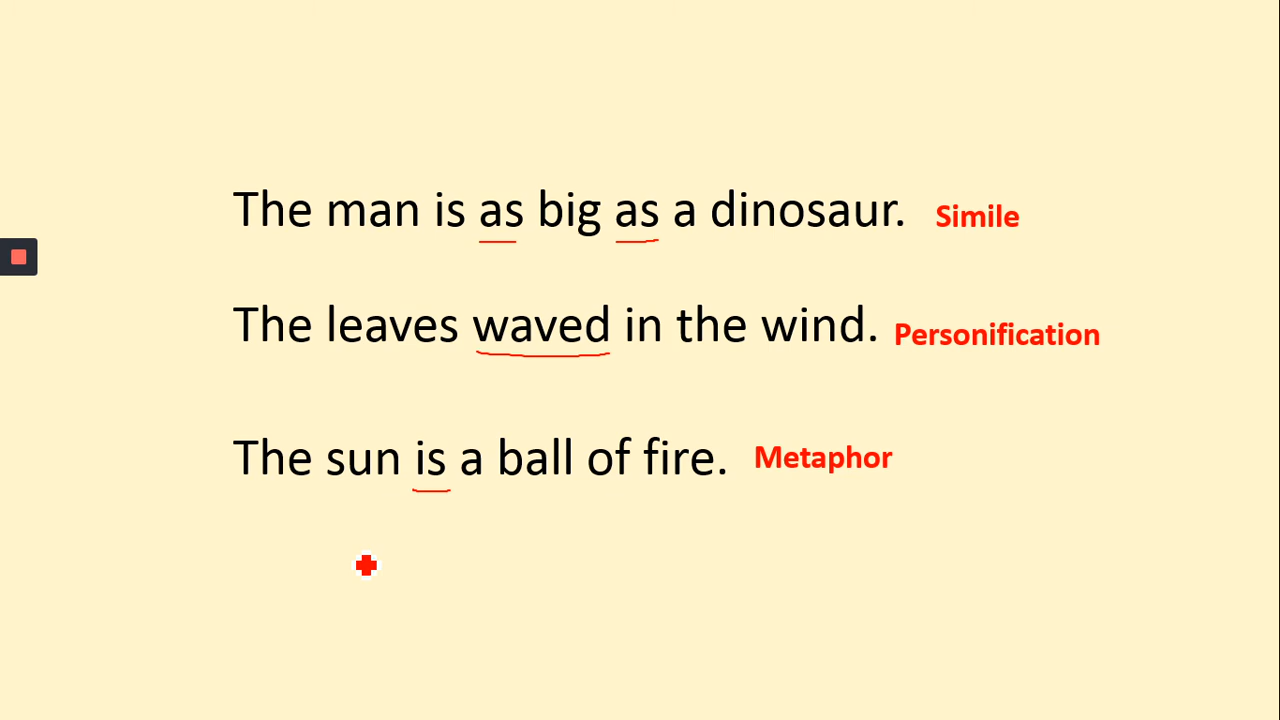 The man is as big as a dinosaur. Simile
The leaves waved in the wind. Personification
The sun is a ball of fire. Metaphor